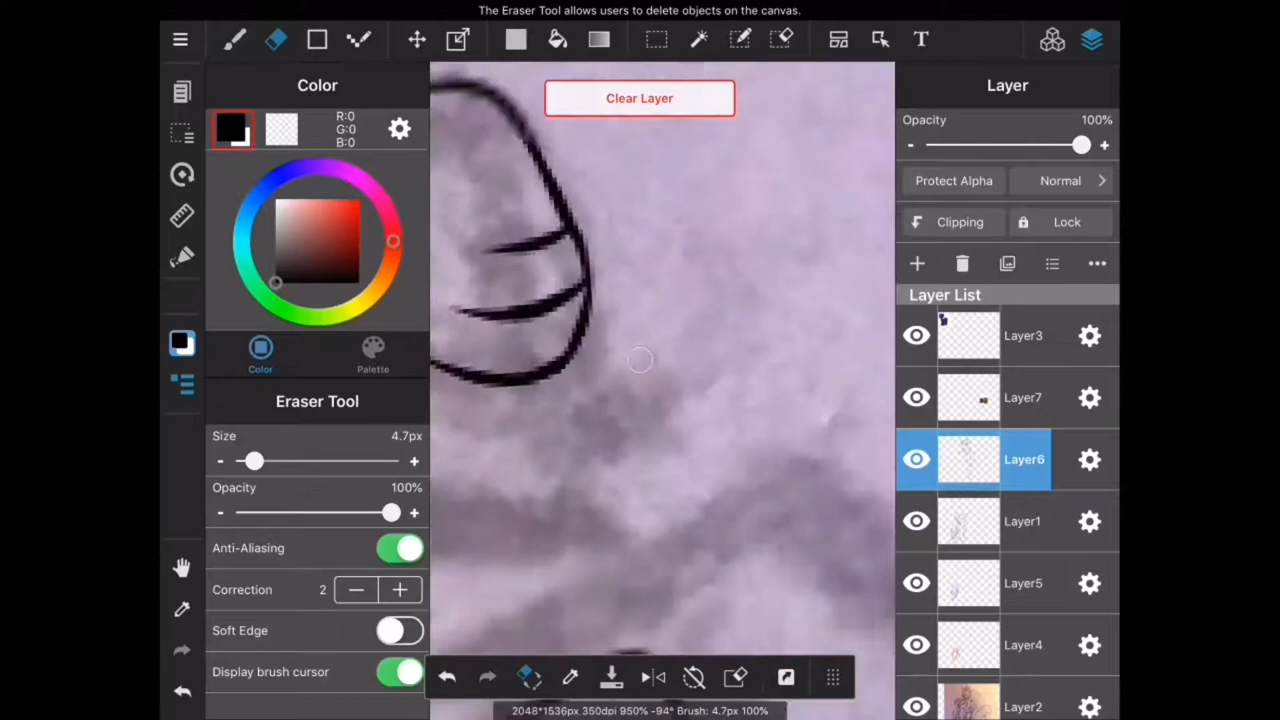 The Eraser Tool allows users to delete objects on the canvas.
T
Color
Clear Layer
Layer
R:0
G:0
B:0
Opacity 100%
- +
Protect Alpha Normal
Clipping Lock
Layer List
Layer3
Color Palette
Layer7
Eraser Tool
Size 4.7px
- +
Layer6
Opacity 100%
- +
Layer1
Anti-Aliasing
Correction 2 - +
Layer5
Soft Edge
Layer4
Display brush cursor
Layer2
2048*1536px 350dpi 950% -94° Brush: 4.7px 100%